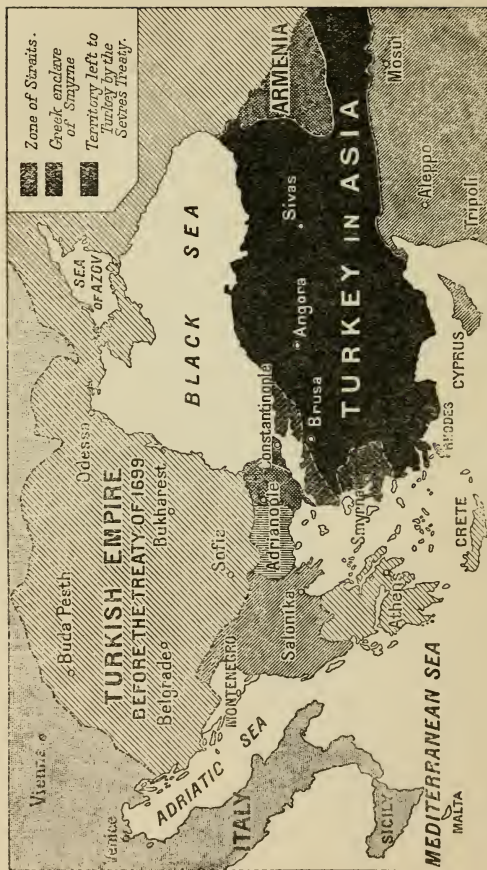 Zone of Straits.
Greek enclave
of Smyrne
Territory left to
Turkey by the
Sevres Treaty.
Vienna
Buda Pesth
Odessa
SEA
OF AZOV
TURKISH EMPIRE
BEFORE THE TREATY OF 1699
Belgrade
Bukharest
Sofie
Venice
ADRIATIC SEA
MONTENEGRO
ITALY
BLACK SEA
ARMENIA
Adrianople
Constantinople
Salonika
Brusa
Angora
Sivas
TURKEY IN ASIA
Mosul
Smyrna
Athens
Aleppo
Tripoli
RHODES
CYPRUS
CRETE
SICILY
MEDITERRANEAN SEA
MALTA